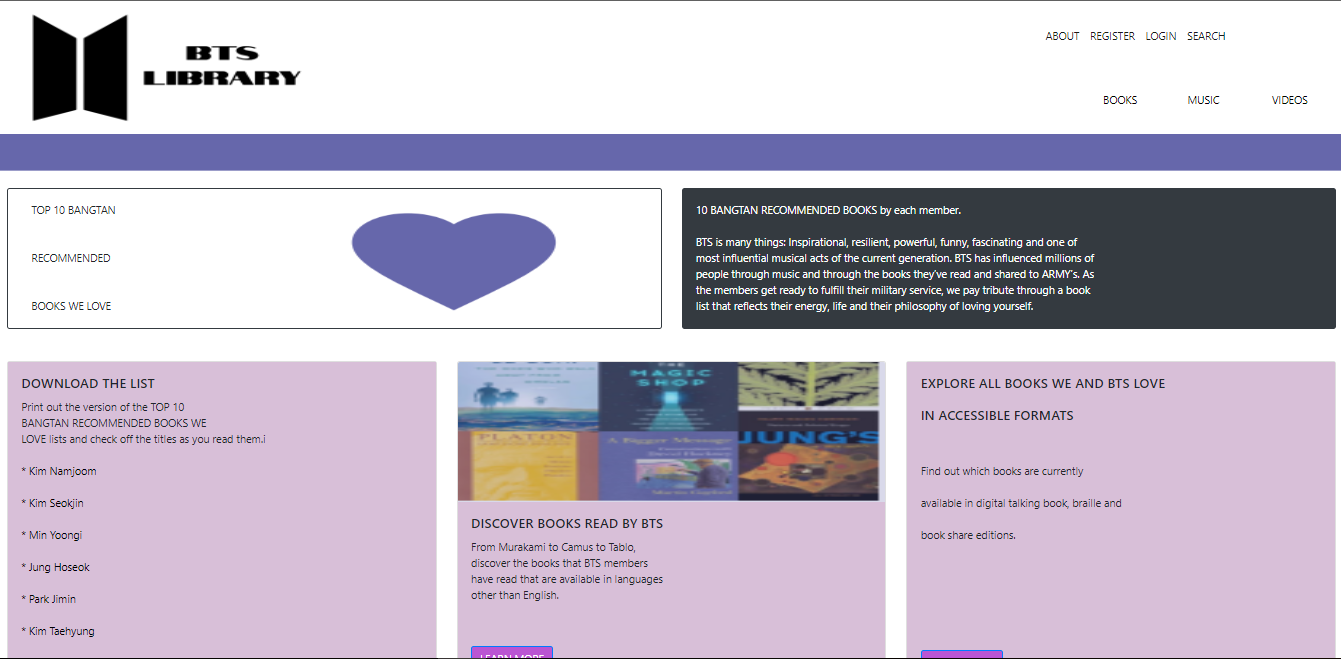 BTS
LIBRARY
ABOUT REGISTER LOGIN SEARCH
BOOKS MUSIC VIDEOS
TOP 10 BANGTAN
RECOMMENDED
BOOKS WE LOVE
10 BANGTAN RECOMMENDED BOOKS by each member.
BTS is many things: Inspirational, resilient, powerful, funny, fascinating and one of
most influential musical acts of the current generation. BTS has influenced millions of
people through music and through the books they've read and shared to ARMY's. As
the members get ready to fulfill their military service, we pay tribute through a book
list that reflects their energy, life and their philosophy of loving yourself.
DOWNLOAD THE LIST
Print out the version of the TOP 10
BANGTAN RECOMMENDED BOOKS WE
LOVE lists and check off the titles as you read them.i
* Kim Namjoom
* Kim Seokjin
* Min Yoongi
* Jung Hoseok
* Park Jimin
* Kim Taehyung
THE
MAGIC
SHOP
PLATON
A Bigger Message
JUNG'S
DISCOVER BOOKS READ BY BTS
From Murakami to Camus to Tablo,
discover the books that BTS members
have read that are available in languages
other than English.
LEARN MORE
EXPLORE ALL BOOKS WE AND BTS LOVE
IN ACCESSIBLE FORMATS
Find out which books are currently
available in digital talking book, braille and
book share editions.